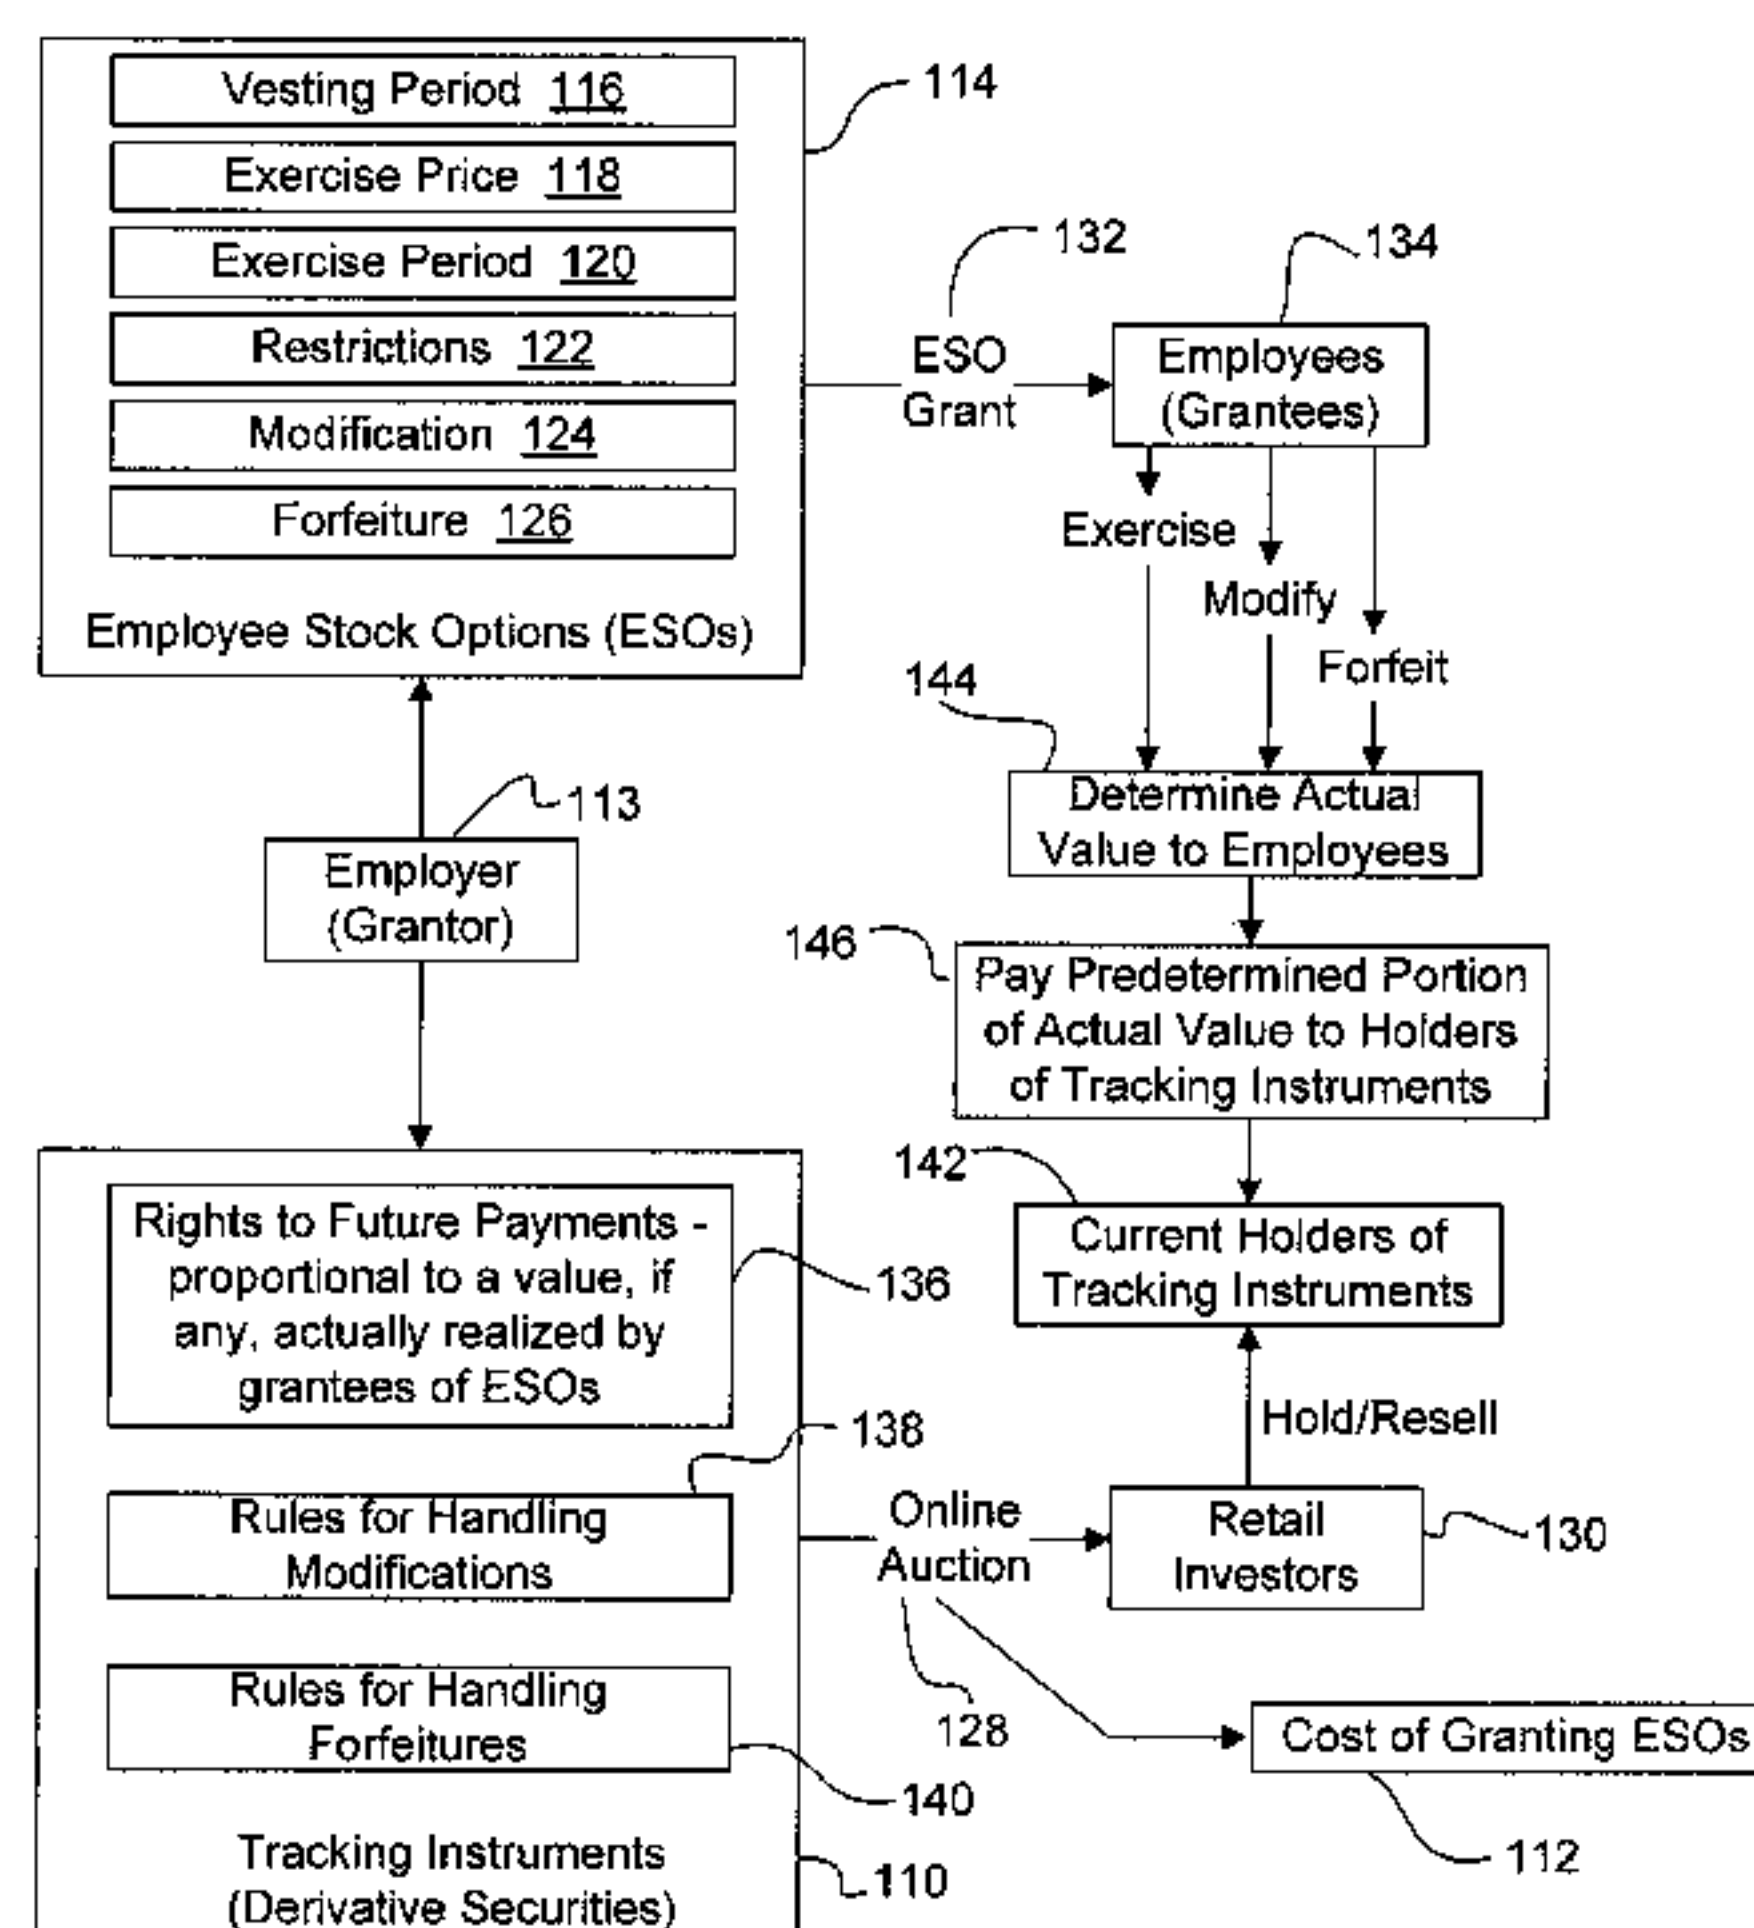 Vesting Period 116
Exercise Price 118
Exercise Period 120
Restrictions 122
Modification 124
Forfeiture 126
Employee Stock Options (ESOs)
114
132
ESO
Grant
134
Employees
(Grantees)
Exercise
Modify
Forfeit
144
Determine Actual
Value to Employees
113
Employer
(Grantor)
146
Pay Predetermined Portion
of Actual Value to Holders
of Tracking Instruments
142
Current Holders of
Tracking Instruments
Rights to Future Payments -
proportional to a value, if
any, actually realized by
grantees of ESOs
136
138
Rules for Handling
Modifications
Hold/Resell
Online
Auction
Retail
Investors
130
128
Rules for Handling
Forfeitures
140
Cost of Granting ESOs
112
Tracking Instruments
(Derivative Securities)
110